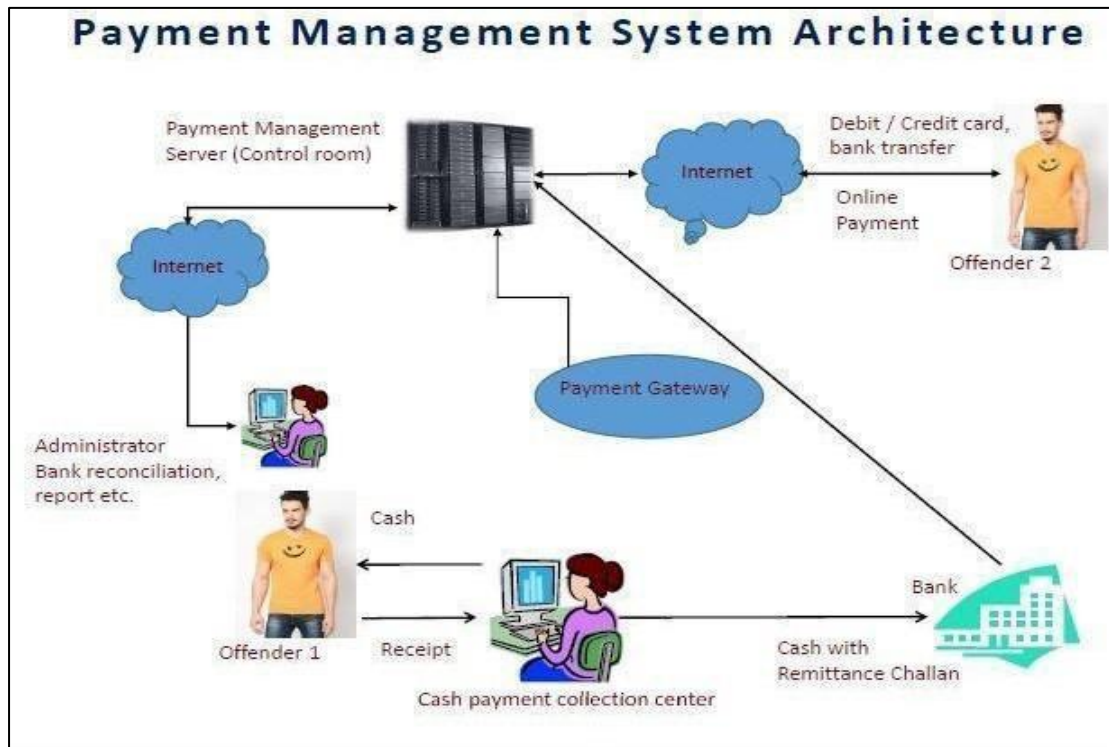 Payment Management System Architecture
Payment Management
Server (Control room)
Internet
Debit / Credit card,
bank transfer
Online
Payment
Offender 2
Internet
Payment Gateway
Administrator
Bank reconciliation,
report etc.
Cash
Offender 1
Receipt
Cash payment collection center
Bank
Cash with
Remittance Challan